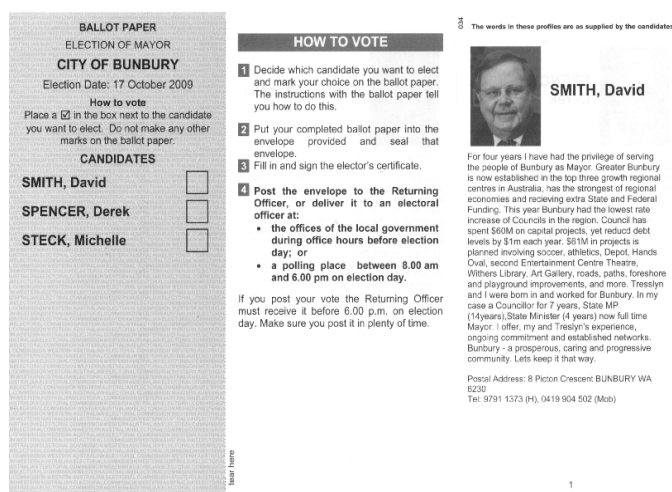 BALLOT PAPER
ELECTION OF MAYOR
CITY OF BUNBURY
Election Date: 17 October 2009
How to vote
Place a ☑ in the box next to the candidate
you want to elect. Do not make any other
marks on the ballot paper.
CANDIDATES
SMITH, David
SPENCER, Derek
STECK, Michelle
tear here
HOW TO VOTE
1 Decide which candidate you want to elect
and mark your choice on the ballot paper.
The instructions with the ballot paper tell
you how to do this.
2 Put your completed ballot paper into the
envelope provided and seal that
envelope.
3 Fill in and sign the elector's certificate.
4 Post the envelope to the Returning
Officer, or deliver it to an electoral
officer at:
• the offices of the local government
during office hours before election
day; or
• a polling place between 8.00 am
and 6.00 pm on election day.
If you post your vote the Returning Officer
must receive it before 6.00 p.m. on election
day. Make sure you post it in plenty of time.
034
The words in these profiles are as supplied by the candidates
SMITH, David
For four years I have had the privilege of serving
the people of Bunbury as Mayor. Greater Bunbury
is now established in the top three growth regional
centres in Australia, has the strongest of regional
economies and recieving extra State and Federal
Funding. This year Bunbury had the lowest rate
increase of Councils in the region. Council has
spent $60M on capital projects, yet reducd debt
levels by $1m each year. $61M in projects is
planned involving soccer, athletics, Depot, Hands
Oval, second Entertainment Centre Theatre,
Withers Library, Art Gallery, roads, paths, foreshore
and playground improvements, and more. Tresslyn
and I were born in and worked for Bunbury. In my
case a Councillor for 7 years, State MP
(14years),State Minister (4 years) now full time
Mayor. I offer, my and Treslyn's experience,
ongoing commitment and established networks.
Bunbury - a prosperous, caring and progressive
community. Lets keep it that way.
Postal Address: 8 Picton Crescent BUNBURY WA
6230
Tel: 9791 1373 (H), 0419 904 502 (Mob)
1